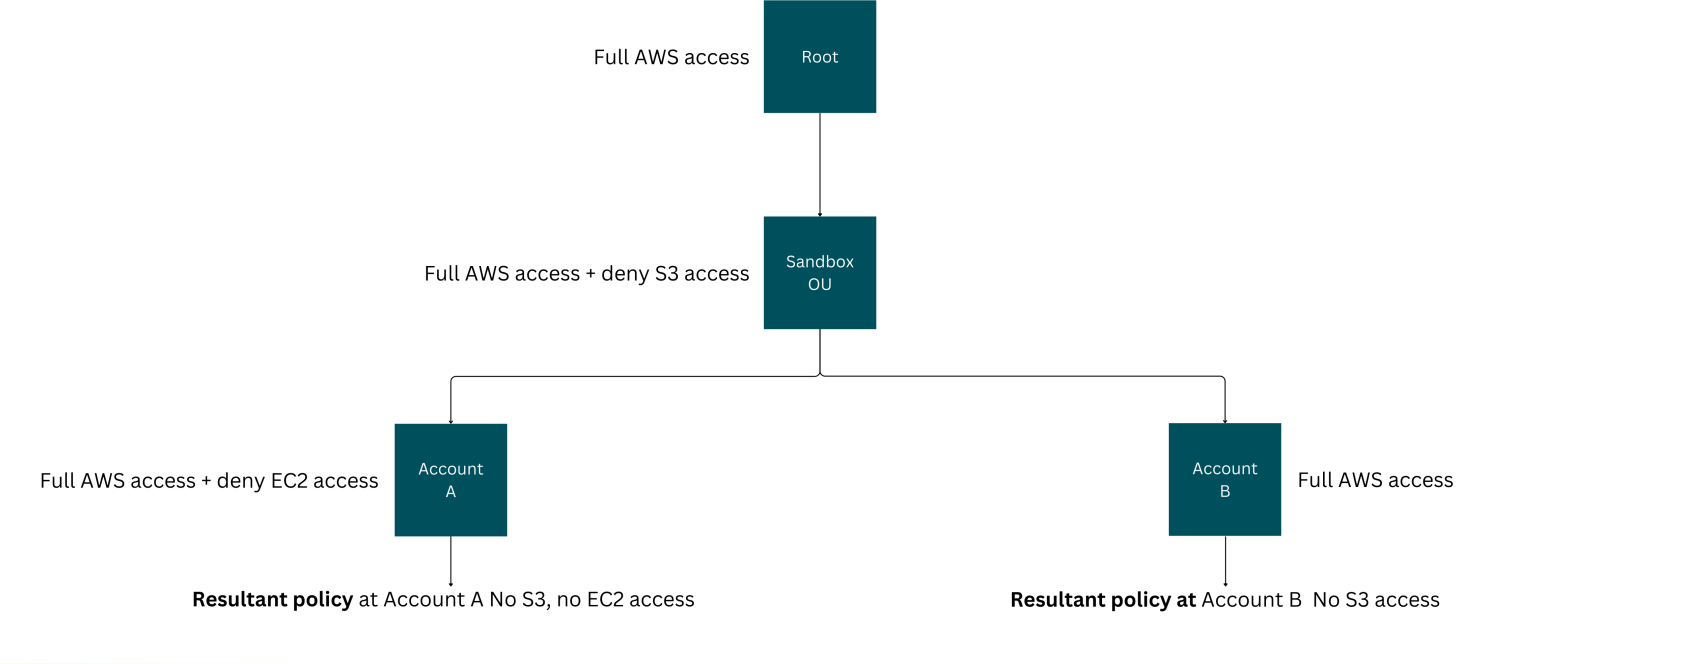 Full AWS access
Root
Sandbox
OU
Full AWS access + deny S3 access
Account
A
Full AWS access + deny EC2 access
Account
B
Full AWS access
Resultant policy at Account A No S3, no EC2 access
Resultant policy at Account B  No S3 access